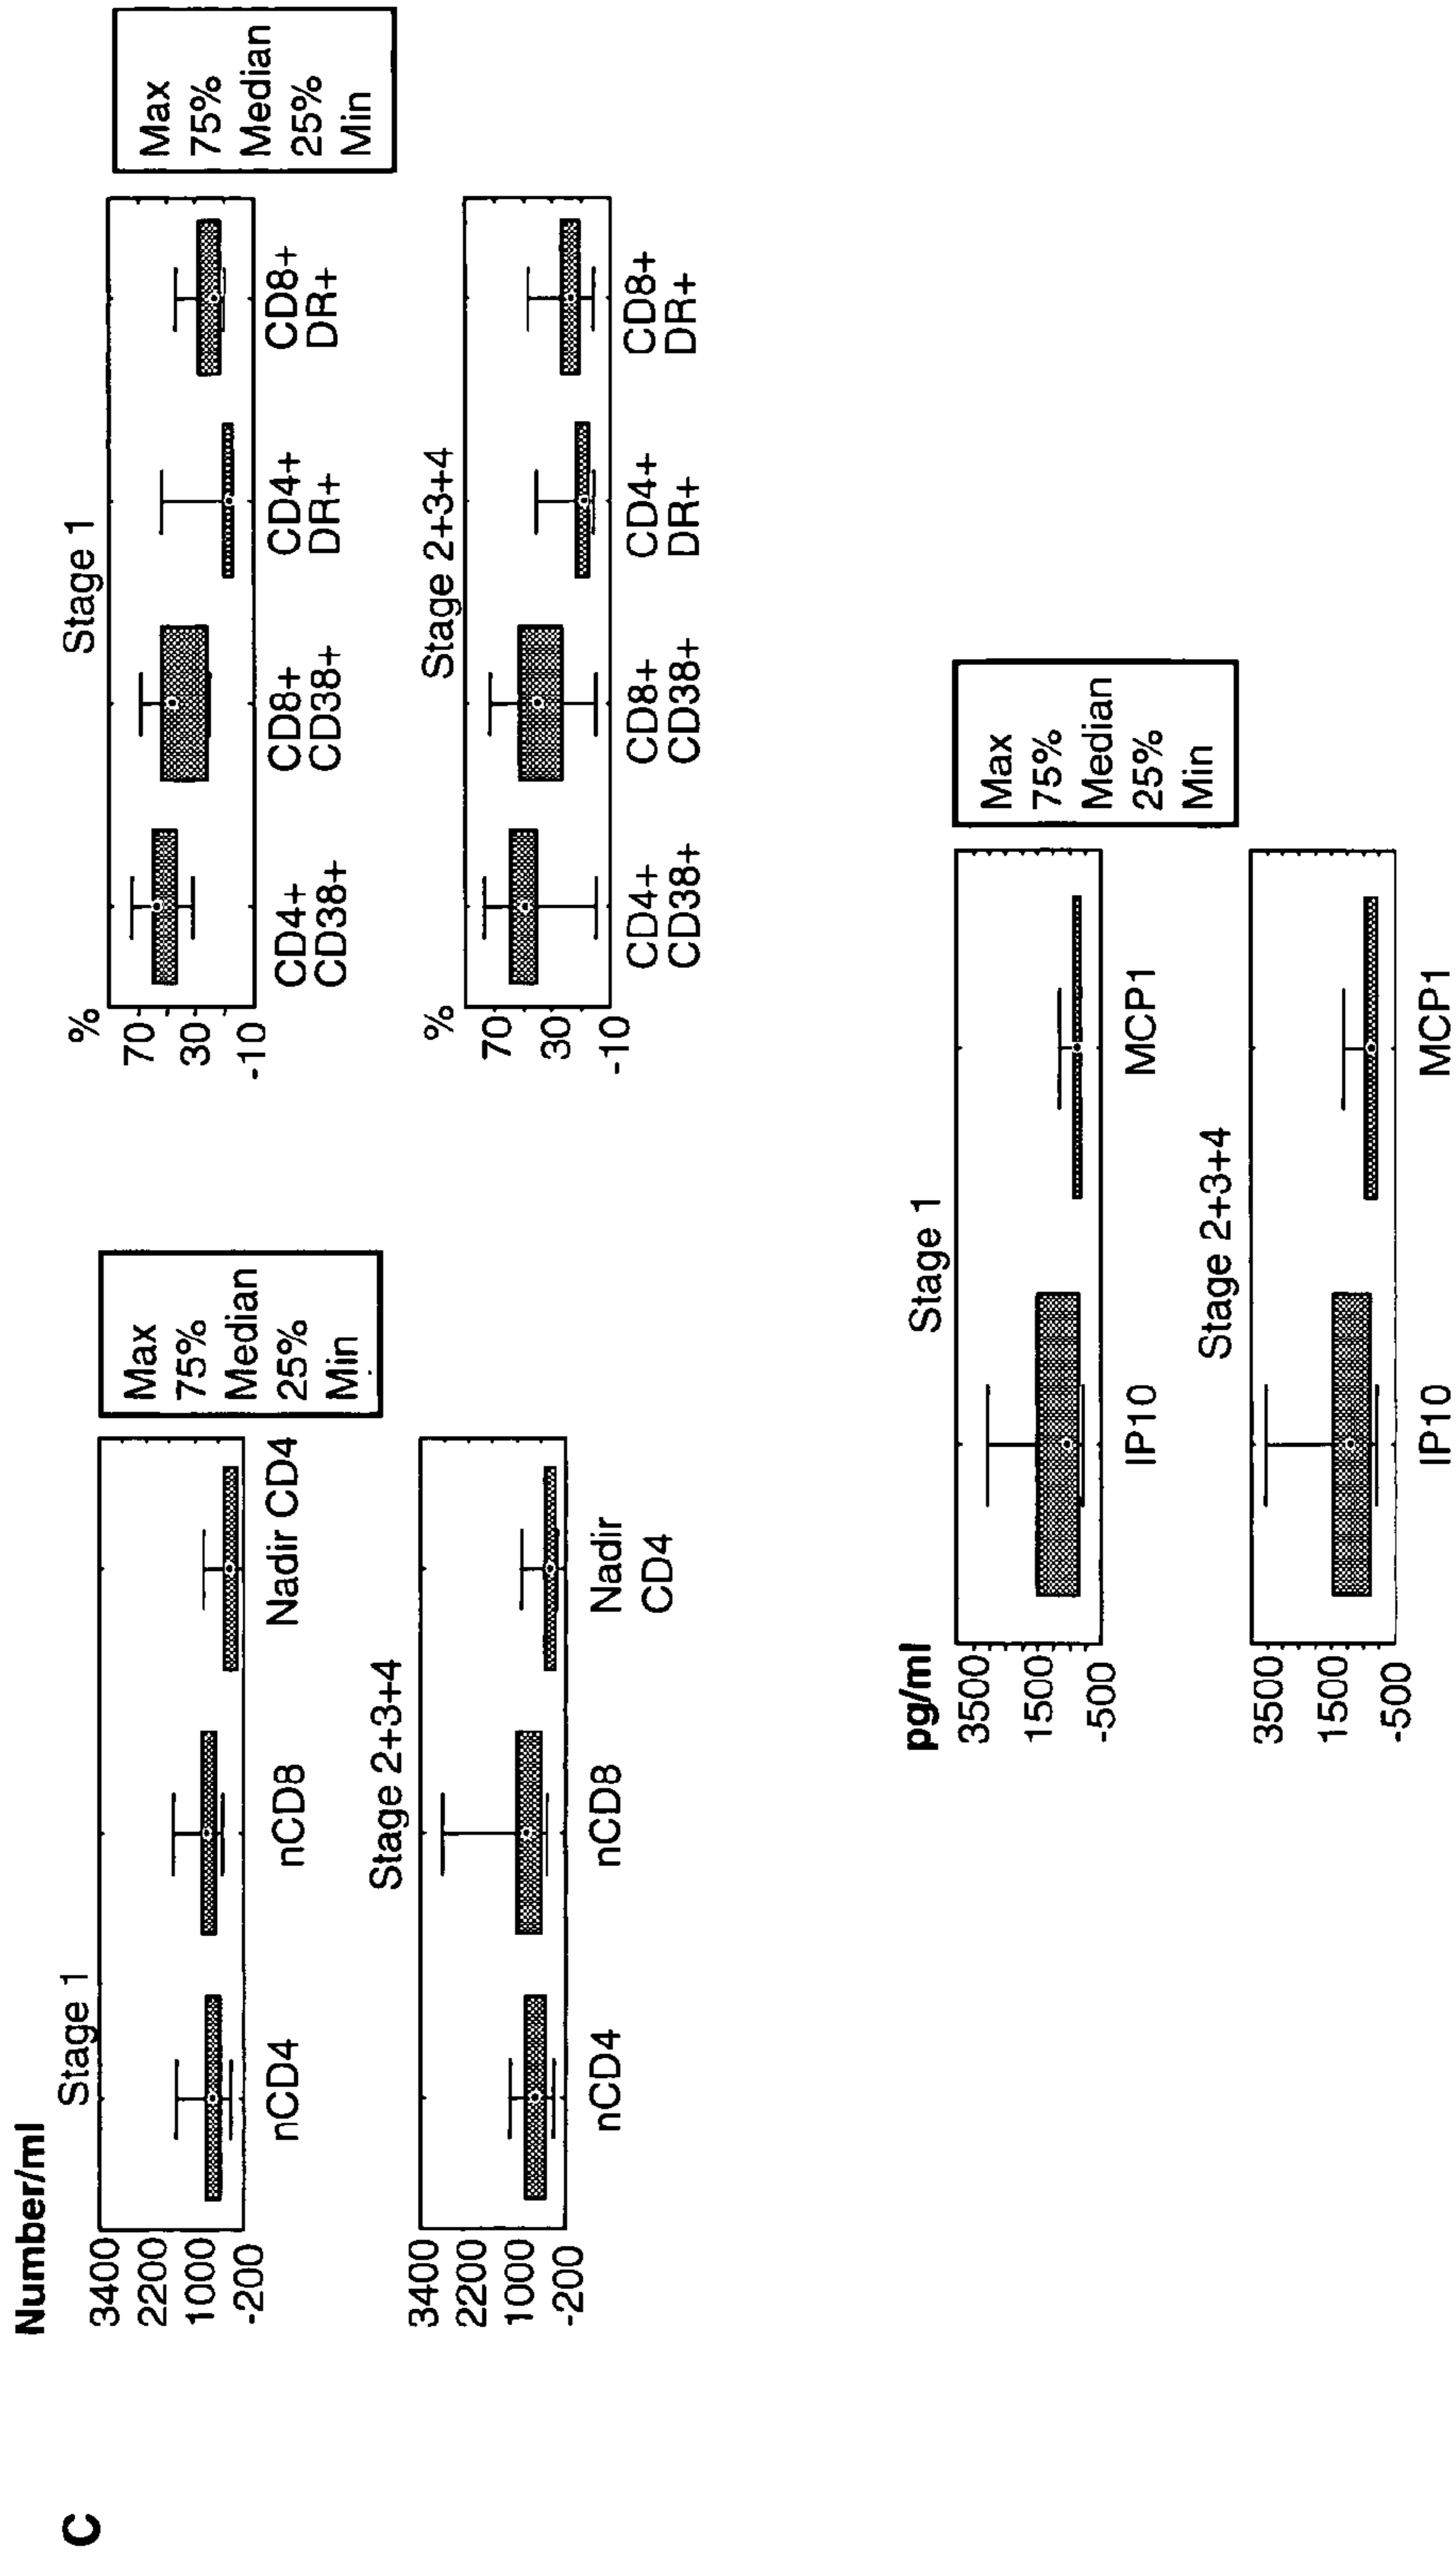 C
Number/ml
Stage 1
3400
2200
1000
-200
nCD4
nCD8
Nadir CD4
Max
75%
Median
25%
Min
Stage 2+3+4
3400
2200
1000
-200
nCD4
nCD8
Nadir
CD4
%
Stage 1
70
30
-10
CD4+
CD38+
CD8+
CD38+
CD4+
DR+
CD8+
DR+
Max
75%
Median
25%
Min
%
Stage 2+3+4
70
30
-10
CD4+
CD38+
CD8+
CD38+
CD4+
DR+
CD8+
DR+
pg/ml
Stage 1
3500
1500
-500
IP10
MCP1
Max
75%
Median
25%
Min
Stage 2+3+4
3500
1500
-500
IP10
MCP1